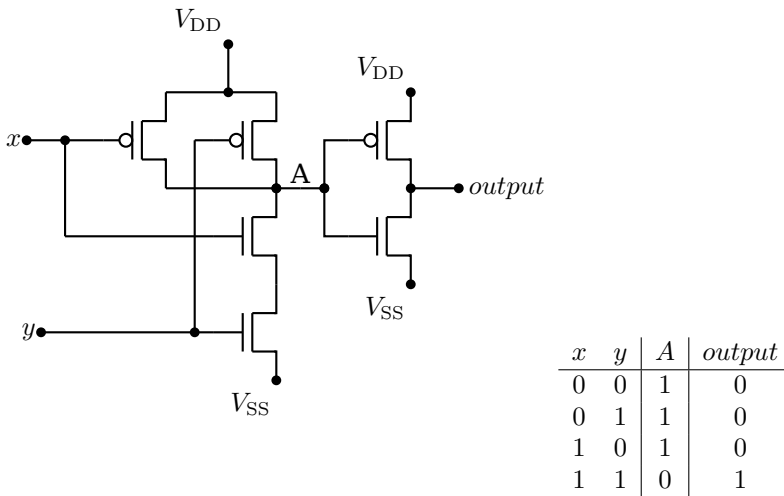 V_DD
V_DD
x
A
output
V_SS
y
V_SS
x y A output
0 0 1 0
0 1 1 0
1 0 1 0
1 1 0 1